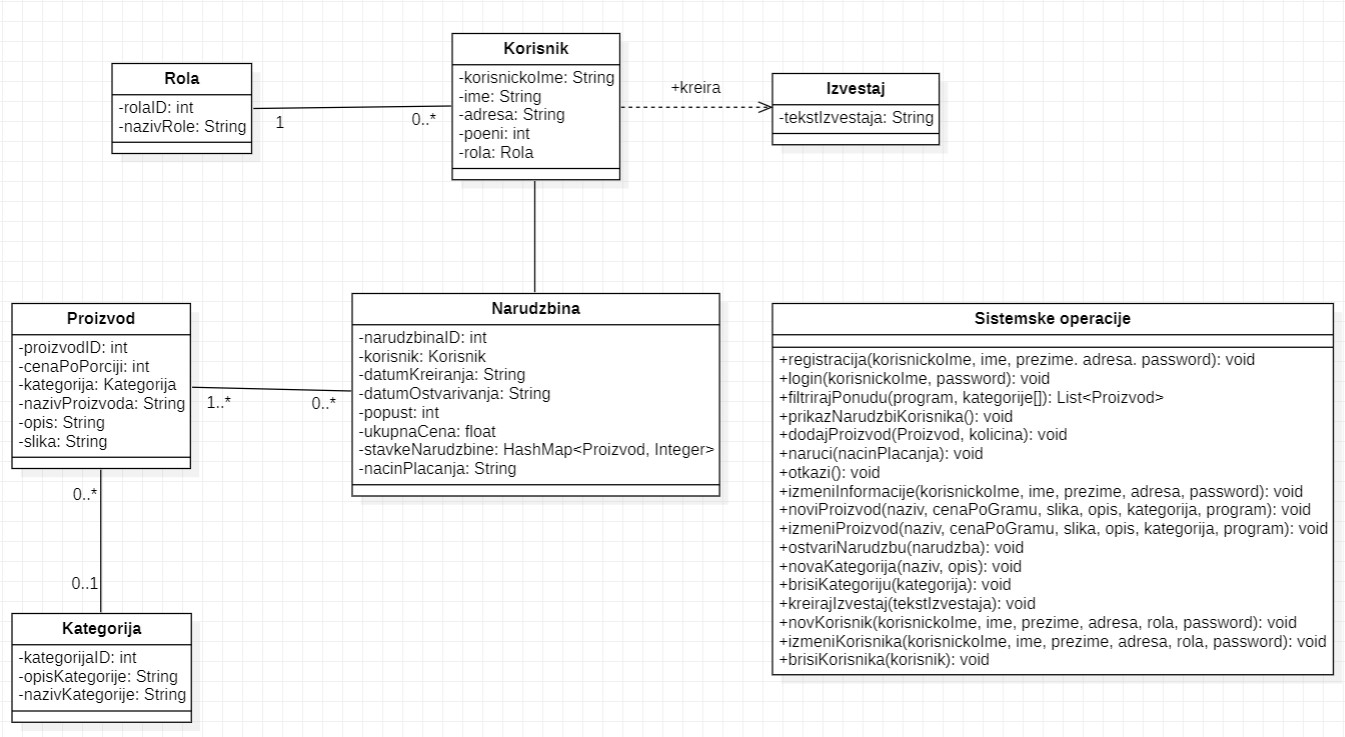 Rola
-rolaID: int
-nazivRole: String
1
0..*
Korisnik
-korisnickoIme: String
-ime: String
-adresa: String
-poeni: int
-rola: Rola
+kreira
Izvestaj
-tekstIzvestaja: String
Proizvod
-proizvodID: int
-cenaPoPorciji: int
-kategorija: Kategorija
-nazivProizvoda: String
-opis: String
-slika: String
1..*
0..*
Narudzbina
-narudzbinaID: int
-korisnik: Korisnik
-datumKreiranja: String
-datumOstvarivanja: String
-popust: int
-ukupnaCena: float
-stavkeNarudzbine: HashMap<Proizvod, Integer>
-nacinPlacanja: String
0..*
0..1
Kategorija
-kategorijaID: int
-opisKategorije: String
-nazivKategorije: String
Sistemske operacije
+registracija(korisnickoIme, ime, prezime. adresa. password): void
+login(korisnickoIme, password): void
+filtrirajPonudu(program, kategorije[]): List<Proizvod>
+prikazNarudzbiKorisnika(): void
+dodajProizvod(Proizvod, kolicina): void
+naruci(nacinPlacanja): void
+otkazi(): void
+izmeniInformacije(korisnickoIme, ime, prezime, adresa, password): void
+noviProizvod(naziv, cenaPoGramu, slika, opis, kategorija, program): void
+izmeniProizvod(naziv, cenaPoGramu, slika, opis, kategorija, program): void
+ostvariNarudzbu(narudzba): void
+novaKategorija(naziv, opis): void
+brisiKategoriju(kategorija): void
+kreirajIzvestaj(tekstIzvestaja): void
+novKorisnik(korisnickoIme, ime, prezime, adresa, rola, password): void
+izmeniKorisnika(korisnickoIme, ime, prezime, adresa, rola, password): void
+brisiKorisnika(korisnik): void